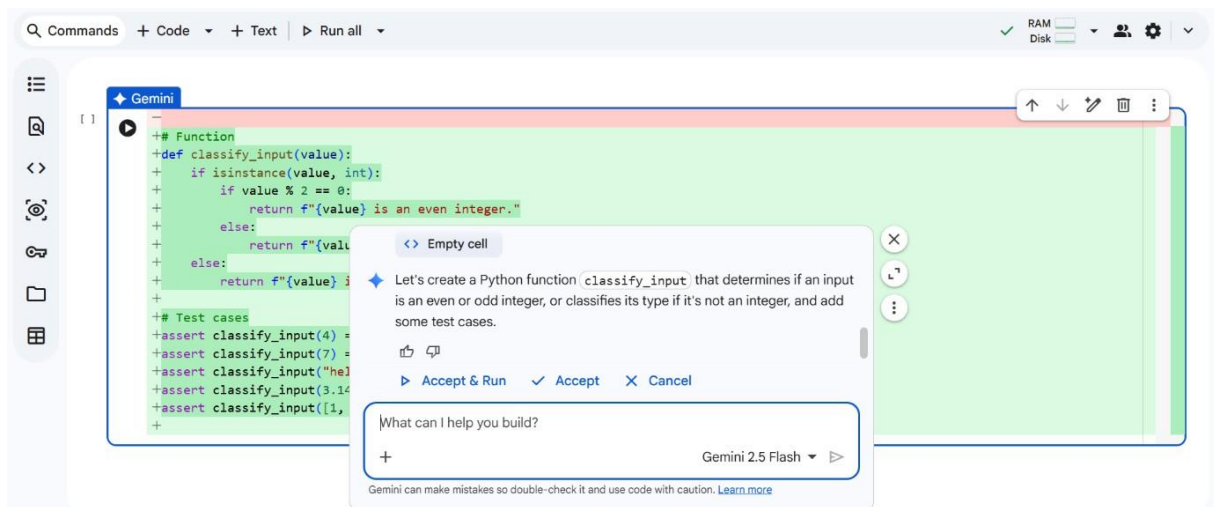 Commands + Code + Text Run all
RAM
Disk
Gemini
[ ]
-
+# Function
+def classify_input(value):
+    if isinstance(value, int):
+        if value % 2 == 0:
+            return f"{value} is an even integer."
+        else:
+            return f"{valu
+    else:
+        return f"{value} i
+
+# Test cases
+assert classify_input(4) =
+assert classify_input(7) =
+assert classify_input("hel
+assert classify_input(3.14
+assert classify_input([1,
+
<> Empty cell
Let's create a Python function classify_input that determines if an input
is an even or odd integer, or classifies its type if it's not an integer, and add
some test cases.
Accept & Run Accept Cancel
What can I help you build?
+ Gemini 2.5 Flash
Gemini can make mistakes so double-check it and use code with caution. Learn more